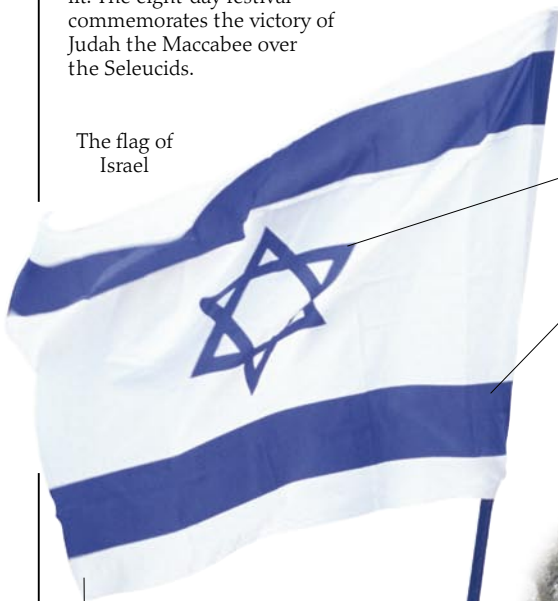 commemorates the victory of
Judah the Maccabee over
the Seleucids.
The flag of
Israel